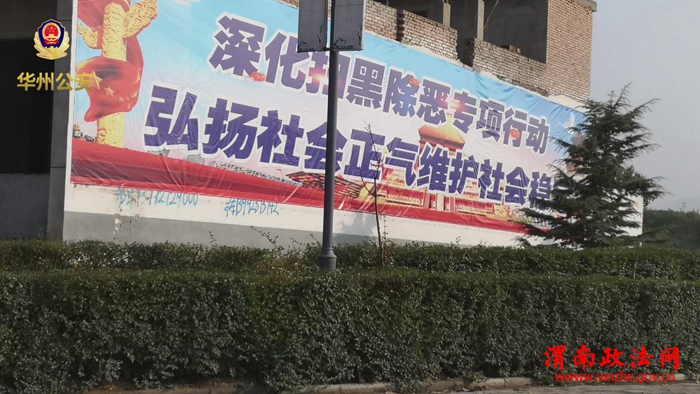 华州公安
深化扫黑除恶专项行动
弘扬社会正气维护社会稳
渭南政法网